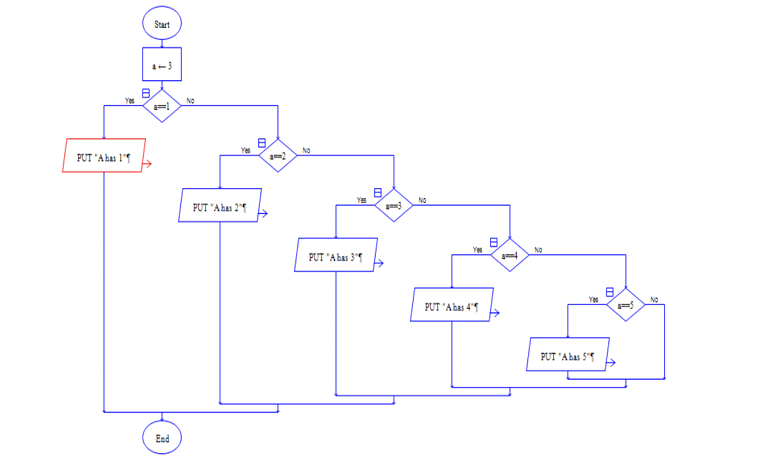 Start
a ← 3
a==1
Yes
No
PUT "A has 1"¶
a==2
Yes
No
PUT "A has 2"¶
a==3
Yes
No
PUT "A has 3"¶
a==4
Yes
No
PUT "A has 4"¶
a==5
Yes
No
PUT "A has 5"¶
End